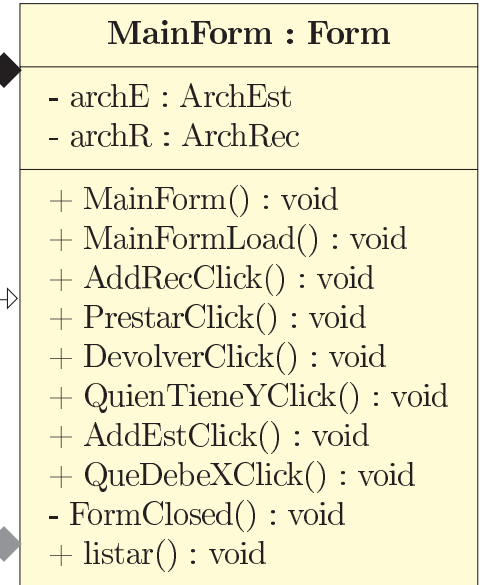 MainForm : Form
- archE : ArchEst
- archR : ArchRec
+ MainForm() : void
+ MainFormLoad() : void
+ AddRecClick() : void
+ PrestarClick() : void
+ DevolverClick() : void
+ QuienTieneYClick() : void
+ AddEstClick() : void
+ QueDebeXClick() : void
- FormClosed() : void
+ listar() : void